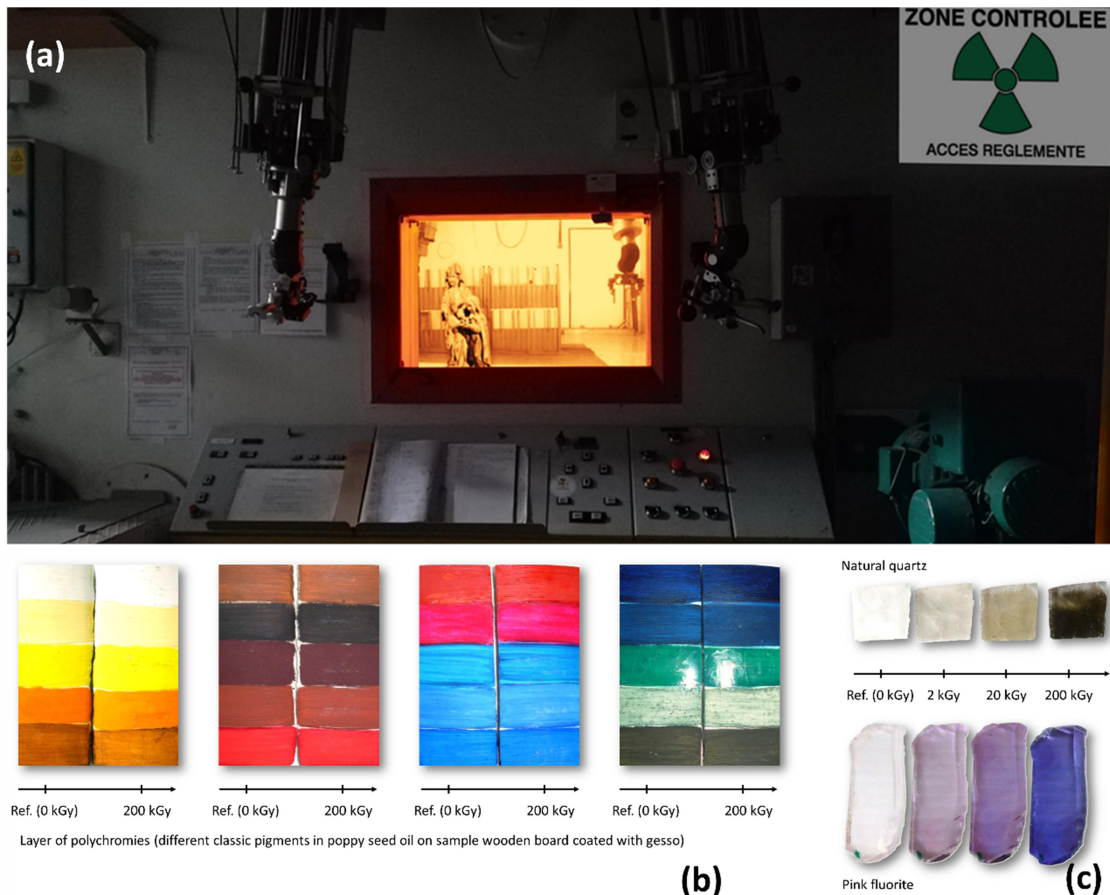 (a)
ZONE CONTROLEE
ACCES REGLEMENTE
Ref. (0 kGy) 200 kGy
Ref. (0 kGy) 200 kGy
Ref. (0 kGy) 200 kGy
Ref. (0 kGy) 200 kGy
Layer of polychromies (different classic pigments in poppy seed oil on sample wooden board coated with gesso)
(b)
Natural quartz
Ref. (0 kGy) 2 kGy 20 kGy 200 kGy
Pink fluorite
(c)